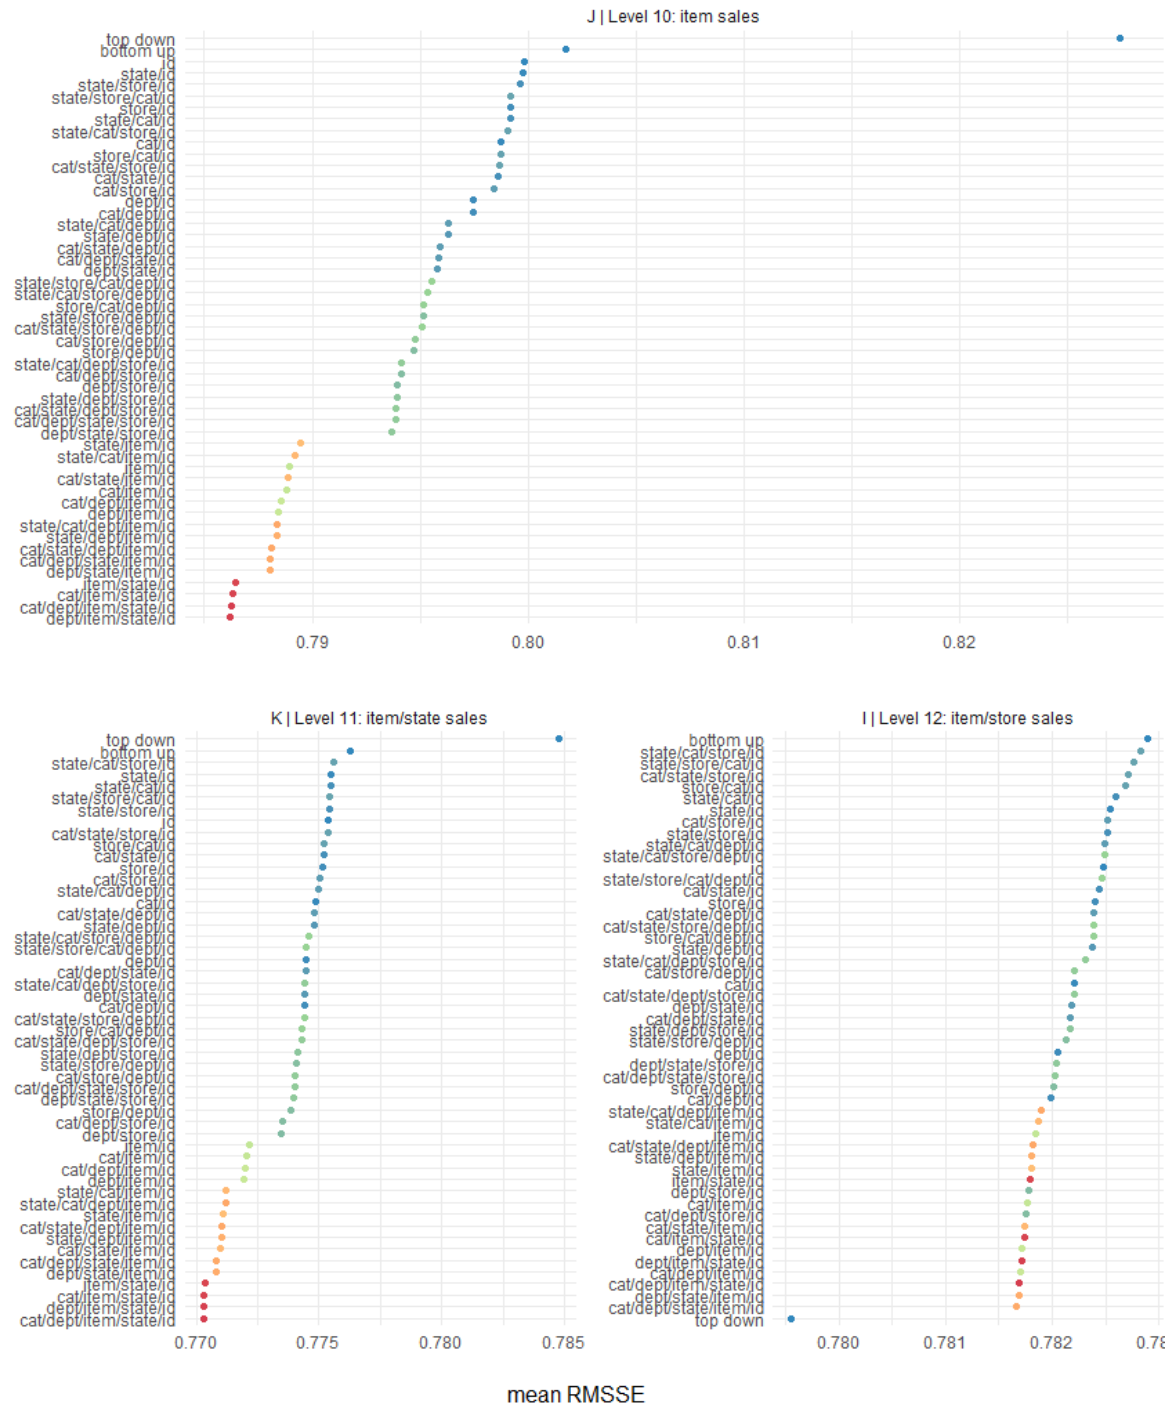 J | Level 10: item sales
top down
bottom up
id
state/id
state/store/id
state/store/cat/id
store/id
state/cat/id
state/cat/store/id
cat/id
store/cat/id
cat/state/store/id
cat/state/id
cat/store/id
dept/id
cat/dept/id
state/cat/dept/id
state/dept/id
cat/state/dept/id
cat/dept/state/id
dept/state/id
state/store/cat/dept/id
state/cat/store/dept/id
store/cat/dept/id
state/store/dept/id
cat/state/store/dept/id
cat/store/dept/id
store/dept/id
state/cat/dept/store/id
cat/dept/store/id
dept/store/id
state/dept/store/id
cat/state/dept/store/id
cat/dept/state/store/id
dept/state/store/id
state/item/id
state/cat/item/id
item/id
cat/state/item/id
cat/item/id
cat/dept/item/id
dept/item/id
state/cat/dept/item/id
state/dept/item/id
cat/state/dept/item/id
cat/dept/state/item/id
dept/state/item/id
item/state/id
cat/item/state/id
cat/dept/item/state/id
dept/item/state/id
0.79 0.80 0.81 0.82
K | Level 11: item/state sales
top down
bottom up
state/cat/store/id
state/id
state/cat/id
state/store/cat/id
state/store/id
id
cat/state/store/id
store/cat/id
cat/state/id
store/id
cat/store/id
state/cat/dept/id
cat/id
cat/state/dept/id
state/dept/id
state/cat/store/dept/id
state/store/cat/dept/id
dept/id
cat/dept/state/id
state/cat/dept/store/id
dept/state/id
cat/dept/id
cat/state/store/dept/id
store/cat/dept/id
cat/state/dept/store/id
state/dept/store/id
state/store/dept/id
cat/store/dept/id
cat/dept/state/store/id
dept/state/store/id
store/dept/id
cat/dept/store/id
dept/store/id
item/id
cat/item/id
cat/dept/item/id
dept/item/id
state/cat/item/id
state/cat/dept/item/id
state/item/id
cat/state/dept/item/id
state/dept/item/id
cat/state/item/id
cat/dept/state/item/id
dept/state/item/id
item/state/id
cat/item/state/id
dept/item/state/id
cat/dept/item/state/id
0.770 0.775 0.780 0.785
I | Level 12: item/store sales
bottom up
state/cat/store/id
state/store/cat/id
cat/state/store/id
store/cat/id
state/cat/id
state/id
cat/store/id
state/store/id
state/cat/dept/id
state/cat/store/dept/id
id
state/store/cat/dept/id
cat/state/id
store/id
cat/state/dept/id
cat/state/store/dept/id
store/cat/dept/id
state/dept/id
state/cat/dept/store/id
cat/store/dept/id
cat/id
cat/state/dept/store/id
dept/state/id
cat/dept/state/id
state/dept/store/id
state/store/dept/id
dept/id
dept/state/store/id
cat/dept/state/store/id
store/dept/id
cat/dept/id
state/cat/dept/item/id
state/cat/item/id
item/id
cat/state/dept/item/id
state/dept/item/id
state/item/id
item/state/id
dept/store/id
cat/item/id
cat/dept/store/id
cat/state/item/id
cat/item/state/id
dept/item/id
dept/item/state/id
cat/dept/item/id
cat/dept/item/state/id
dept/state/item/id
cat/dept/state/item/id
top down
0.780 0.781 0.782
mean RMSSE